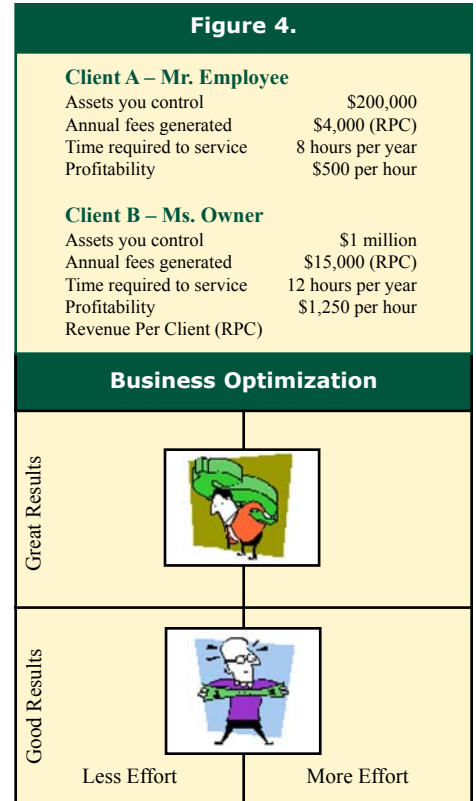 Figure 4.
Client A – Mr. Employee
Assets you control $200,000
Annual fees generated $4,000 (RPC)
Time required to service 8 hours per year
Profitability $500 per hour
Client B – Ms. Owner
Assets you control $1 million
Annual fees generated $15,000 (RPC)
Time required to service 12 hours per year
Profitability $1,250 per hour
Revenue Per Client (RPC)
Business Optimization
Great Results
Good Results
Less Effort More Effort